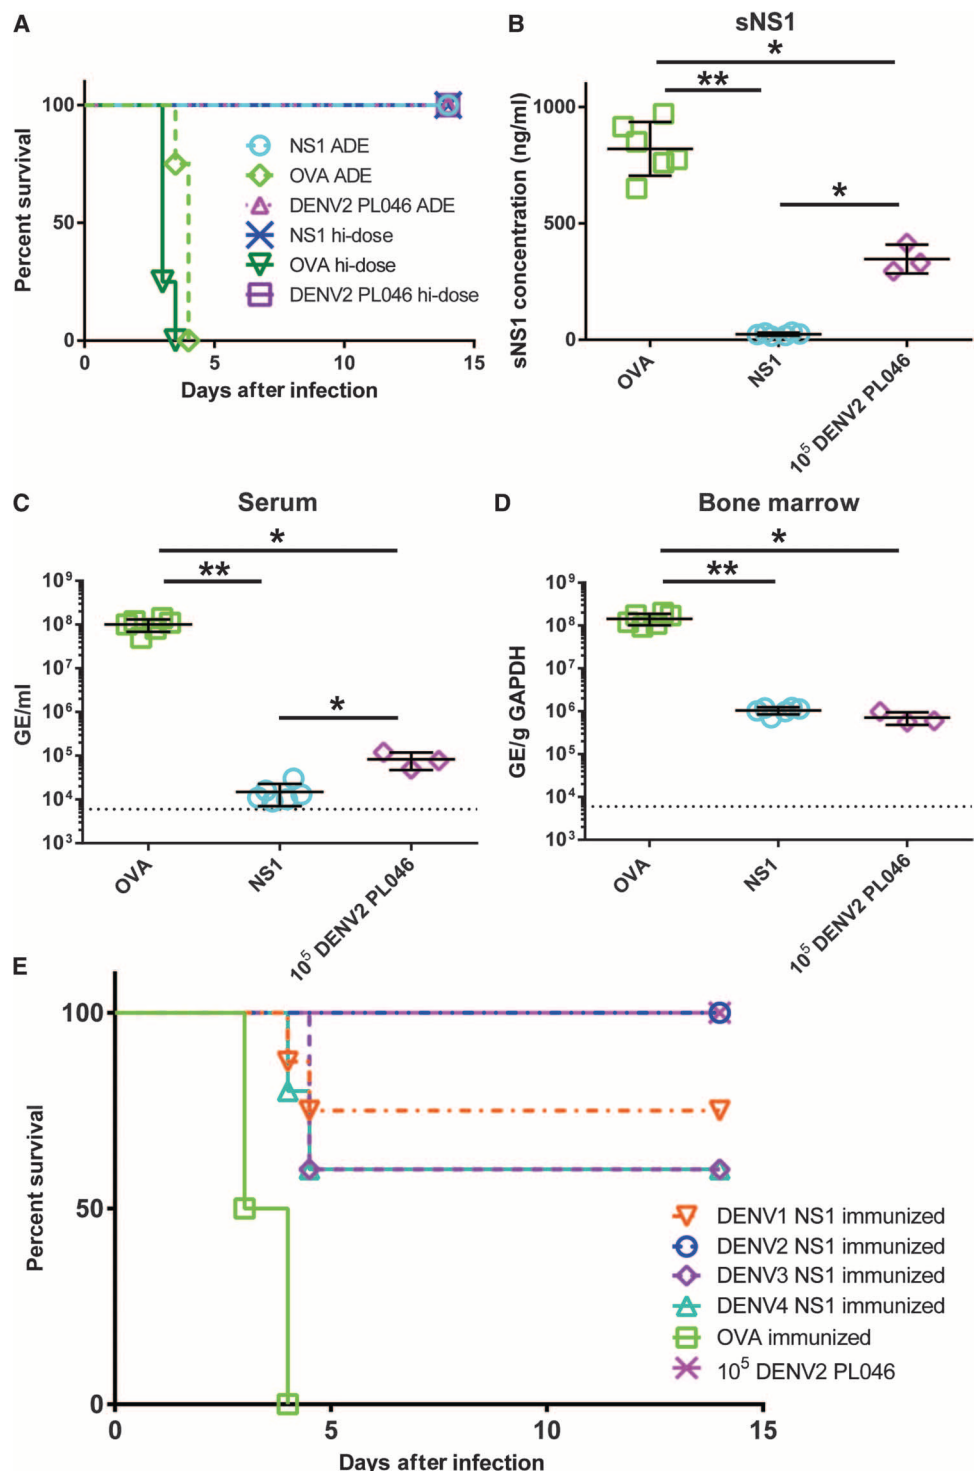 A
Percent survival
100
50
0
0
5
10
15
Days after infection
NS1 ADE
OVA ADE
DENV2 PL046 ADE
NS1 hi-dose
OVA hi-dose
DENV2 PL046 hi-dose
B
sNS1
*
**
*
sNS1 concentration (ng/ml)
1000
500
0
OVA
NS1
10⁵ DENV2 PL046
C
Serum
*
**
*
GE/ml
10⁹
10⁸
10⁷
10⁶
10⁵
10⁴
10³
OVA
NS1
10⁵ DENV2 PL046
D
Bone marrow
*
**
GE/g GAPDH
10⁹
10⁸
10⁷
10⁶
10⁵
10⁴
10³
OVA
NS1
10⁵ DENV2 PL046
E
Percent survival
100
50
0
0
5
10
15
Days after infection
DENV1 NS1 immunized
DENV2 NS1 immunized
DENV3 NS1 immunized
DENV4 NS1 immunized
OVA immunized
10⁵ DENV2 PL046